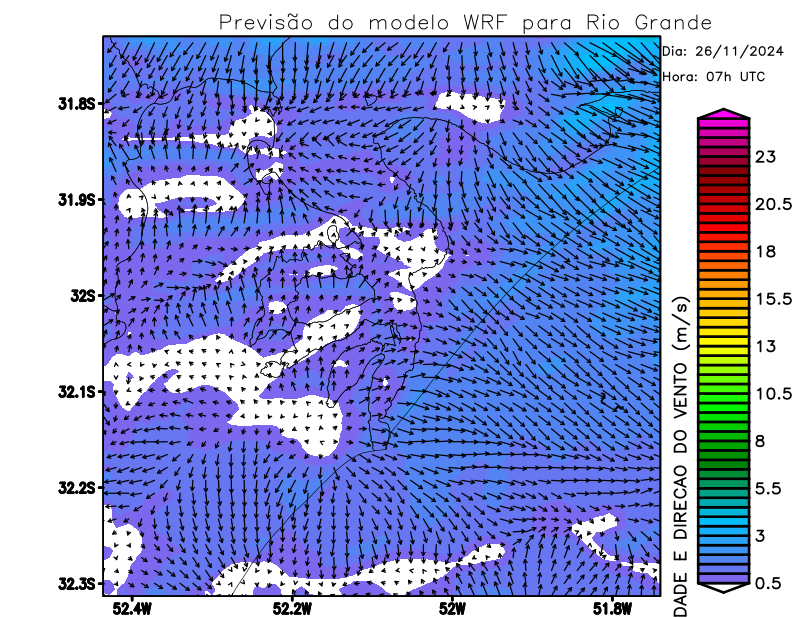 Previsão do modelo WRF para Rio Grande
Dia: 26/11/2024
Hora: 07h UTC
31.8S
31.9S
32S
32.1S
32.2S
32.3S
52.4W
52.2W
52W
51.8W
23
20.5
18
15.5
13
10.5
8
5.5
3
0.5
DADE E DIRECAO DO VENTO (m/s)